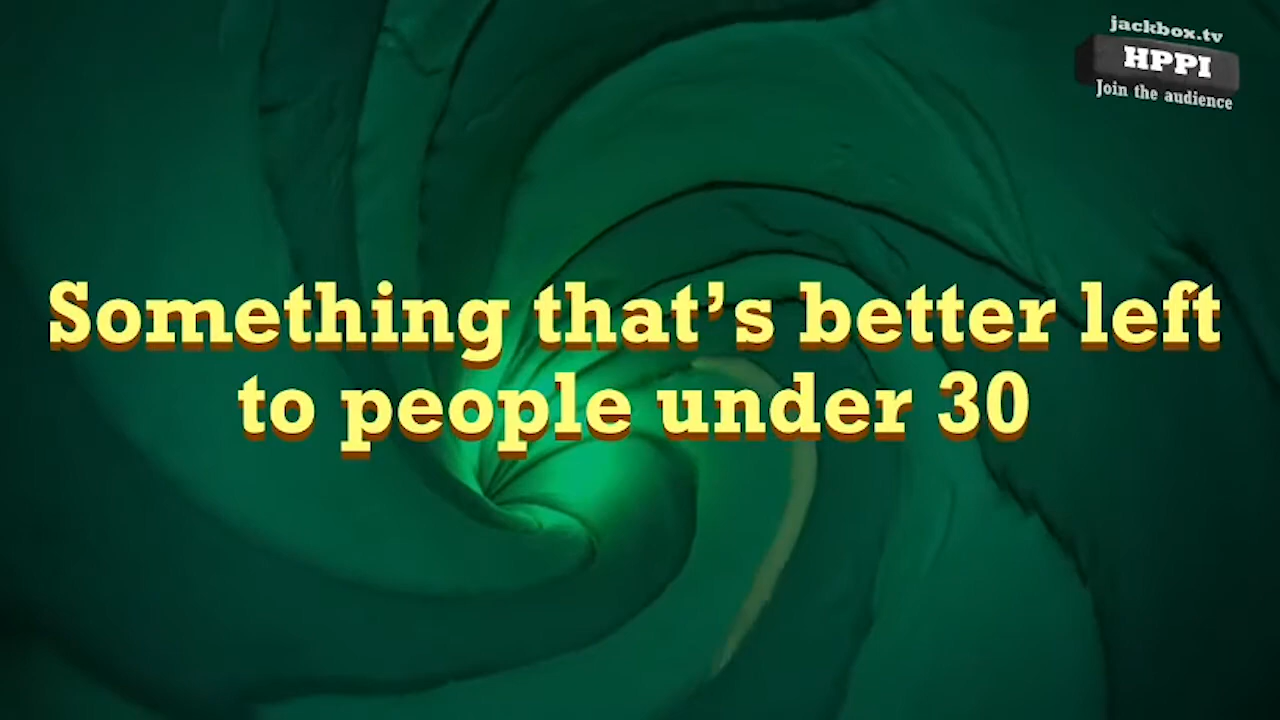 jackbox.tv
HPPI
Join the audience
Something that’s better left
to people under 30